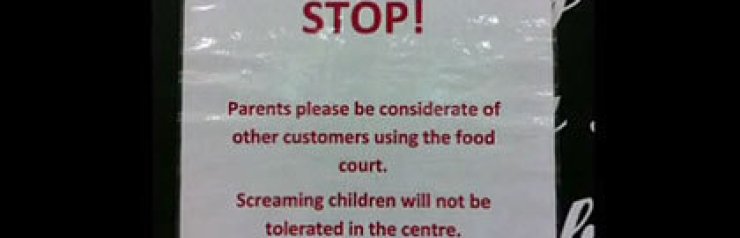 STOP!
Parents please be considerate of
other customers using the food
court.
Screaming children will not be
tolerated in the centre.